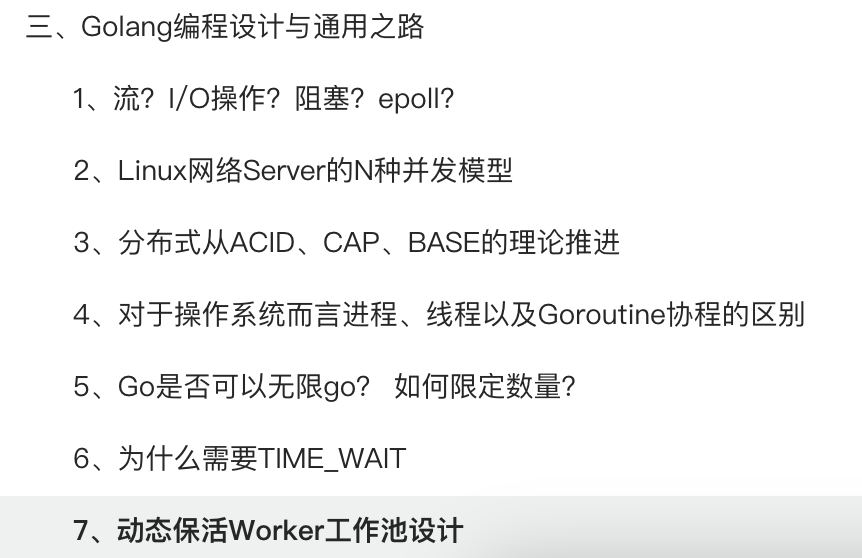 三、Golang编程设计与通用之路
1、流？I/O操作？阻塞？epoll?
2、Linux网络Server的N种并发模型
3、分布式从ACID、CAP、BASE的理论推进
4、对于操作系统而言进程、线程以及Goroutine协程的区别
5、Go是否可以无限go？ 如何限定数量？
6、为什么需要TIME_WAIT
7、动态保活Worker工作池设计